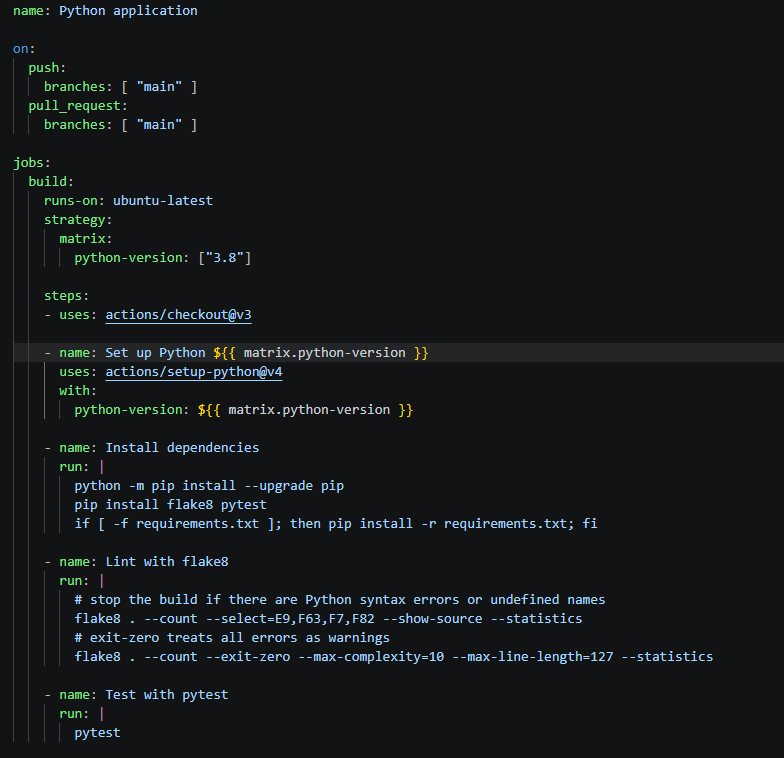 name: Python application
on:
push:
branches: [ "main" ]
pull_request:
branches: [ "main" ]
jobs:
build:
runs-on: ubuntu-latest
strategy:
matrix:
python-version: ["3.8"]
steps:
- uses: actions/checkout@v3
- name: Set up Python ${{ matrix.python-version }}
uses: actions/setup-python@v4
with:
python-version: ${{ matrix.python-version }}
- name: Install dependencies
run: |
python -m pip install --upgrade pip
pip install flake8 pytest
if [ -f requirements.txt ]; then pip install -r requirements.txt; fi
- name: Lint with flake8
run: |
# stop the build if there are Python syntax errors or undefined names
flake8 . --count --select=E9,F63,F7,F82 --show-source --statistics
# exit-zero treats all errors as warnings
flake8 . --count --exit-zero --max-complexity=10 --max-line-length=127 --statistics
- name: Test with pytest
run: |
pytest